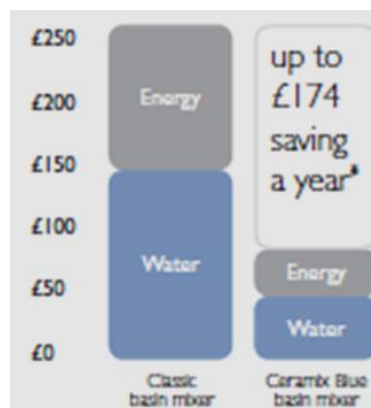 £250
£200
£150
£100
£50
£0
Energy
Water
up to
£174
saving
a year*
Energy
Water
Classic
basin mixer
Ceramix Blue
basin mixer